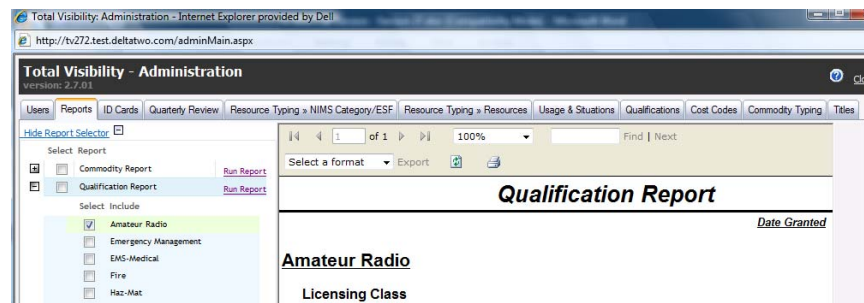 Total Visibility: Administration - Internet Explorer provided by Dell
http://tv272.test.deltatwo.com/adminMain.aspx
Total Visibility - Administration
version: 2.7.01
Users Reports ID Cards Quarterly Review Resource Typing » NIMS Category/ESF Resource Typing » Resources Usage & Situations Qualifications Cost Codes Commodity Typing Titles
Hide Report Selector
1 of 1 100% Find | Next
Select Report
Select a format Export
Commodity Report Run Report
Qualification Report Run Report
Qualification Report
Select Include
Date Granted
Amateur Radio
Emergency Management
EMS-Medical
Amateur Radio
Fire
Haz-Mat
Licensing Class